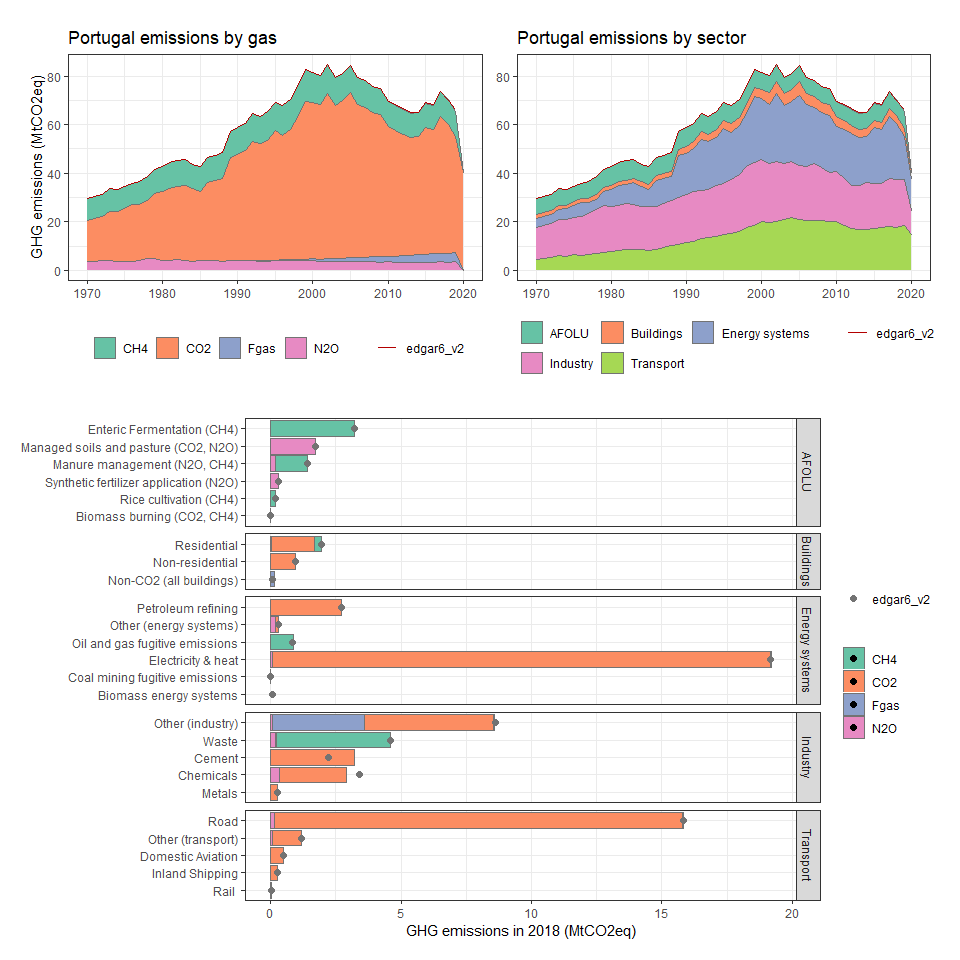 Portugal emissions by gas
GHG emissions (MtCO2eq)
80
60
40
20
0
1970
1980
1990
2000
2010
2020
CH4
CO2
Fgas
N2O
edgar6_v2
Portugal emissions by sector
80
60
40
20
0
1970
1980
1990
2000
2010
2020
AFOLU
Buildings
Energy systems
edgar6_v2
Industry
Transport
Enteric Fermentation (CH4)
Managed soils and pasture (CO2, N2O)
Manure management (N2O, CH4)
Synthetic fertilizer application (N2O)
Rice cultivation (CH4)
Biomass burning (CO2, CH4)
AFOLU
Residential
Non-residential
Non-CO2 (all buildings)
Buildings
Petroleum refining
Other (energy systems)
Oil and gas fugitive emissions
Electricity & heat
Coal mining fugitive emissions
Biomass energy systems
Energy systems
Other (industry)
Waste
Cement
Chemicals
Metals
Industry
Road
Other (transport)
Domestic Aviation
Inland Shipping
Rail
Transport
0
5
10
15
20
GHG emissions in 2018 (MtCO2eq)
edgar6_v2
CH4
CO2
Fgas
N2O